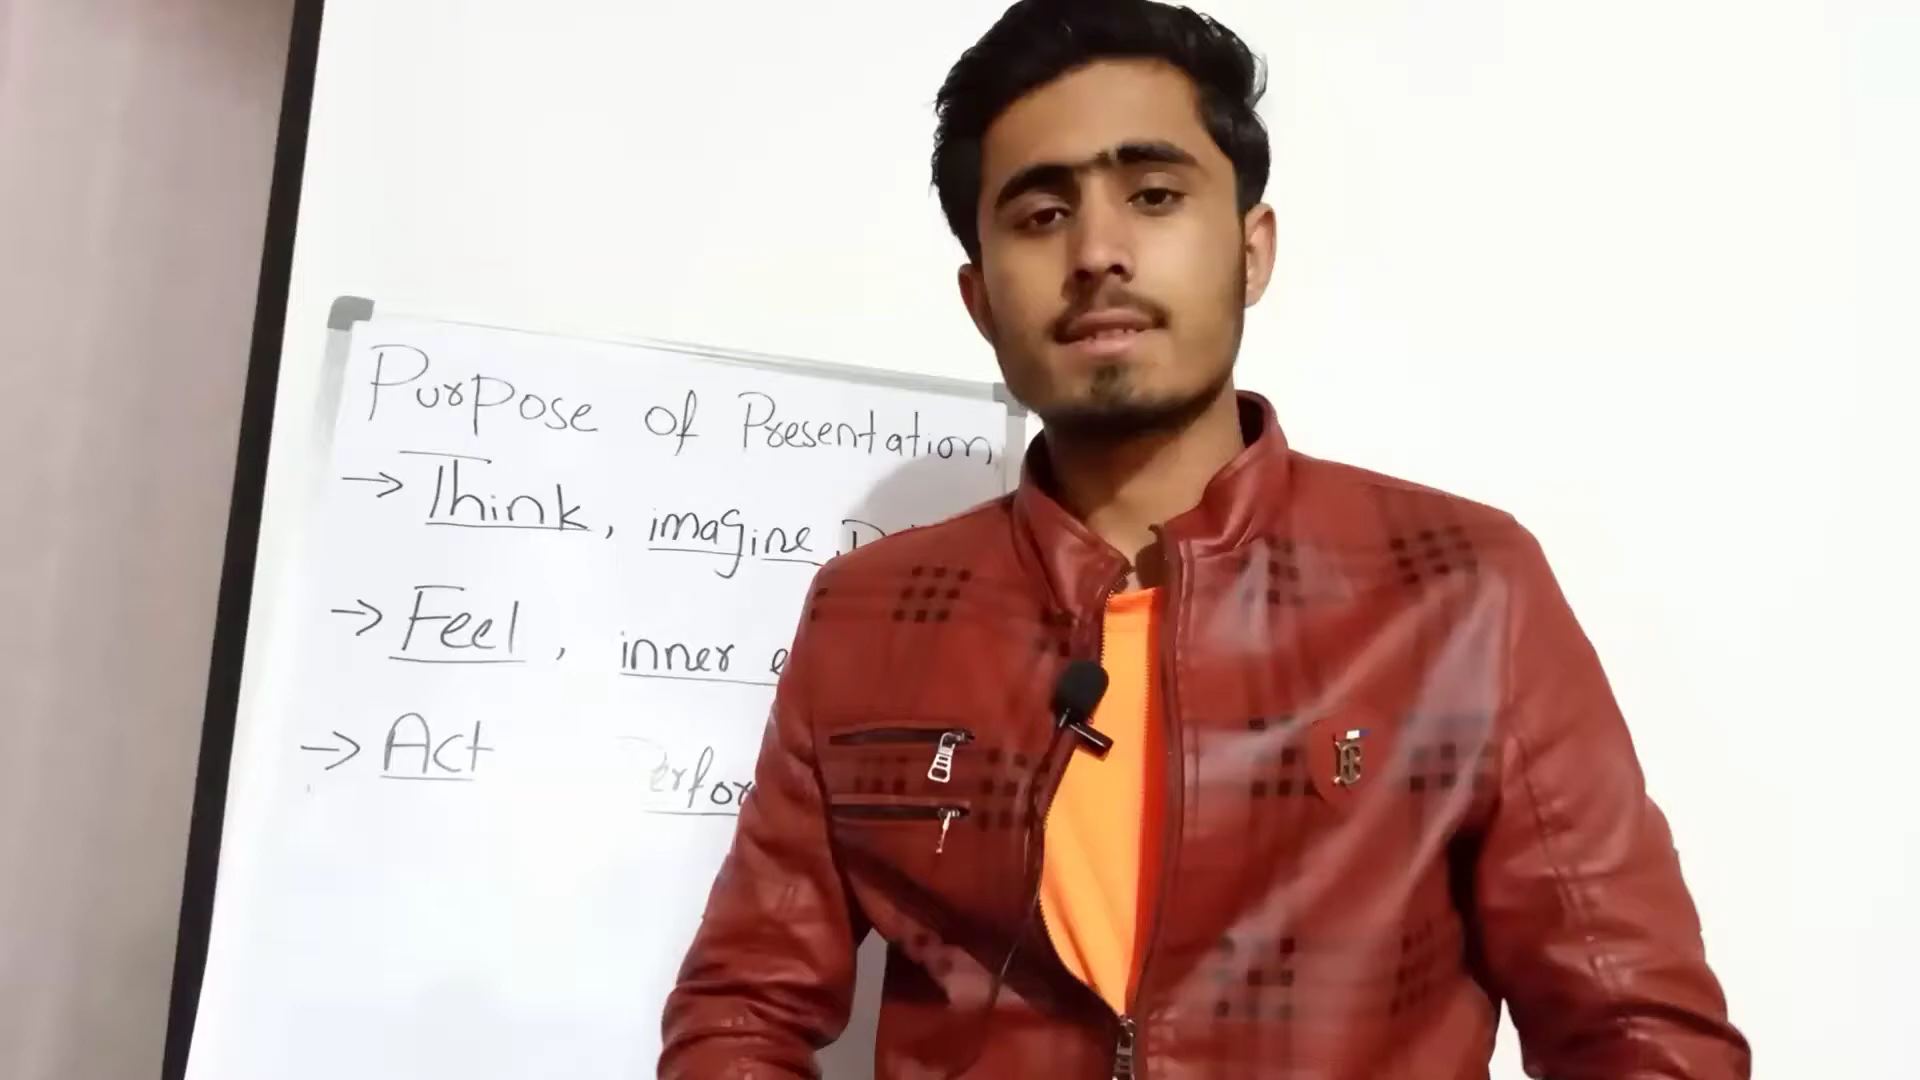 Purpose of Presentation
→ Think, imagine,
→ Feel, inner
→ Act